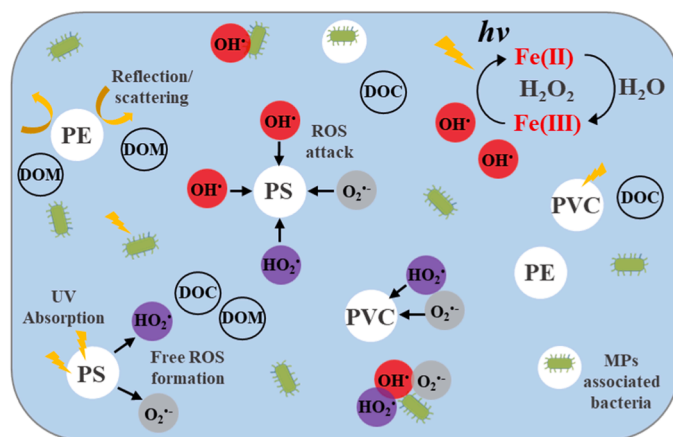 hν
OH•
Fe(II)
Reflection/
scattering
DOC
H₂O₂
H₂O
PE
OH•
ROS
attack
OH•
Fe(III)
DOM
DOM
OH•
OH•
PS
O₂•-
PVC
DOC
HO₂•
PE
UV
Absorption
DOC
HO₂•
HO₂•
DOM
PVC
O₂•-
PS
Free ROS
formation
MPs
associated
bacteria
OH•
O₂•-
HO₂•
O₂•-